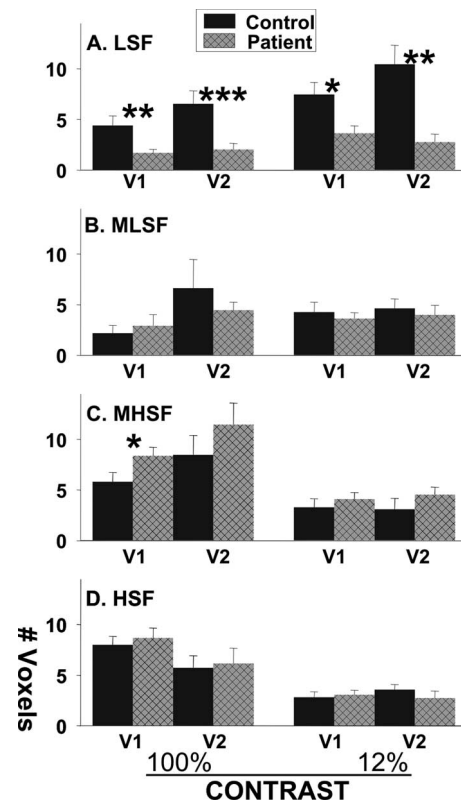 Control
Patient
A. LSF
10
5
0
** *** * **
V1 V2 V1 V2
B. MLSF
10
5
0
V1 V2 V1 V2
C. MHSF
10
5
0
*
V1 V2 V1 V2
D. HSF
10
5
0
V1 V2 V1 V2
# Voxels
100% 12%
CONTRAST